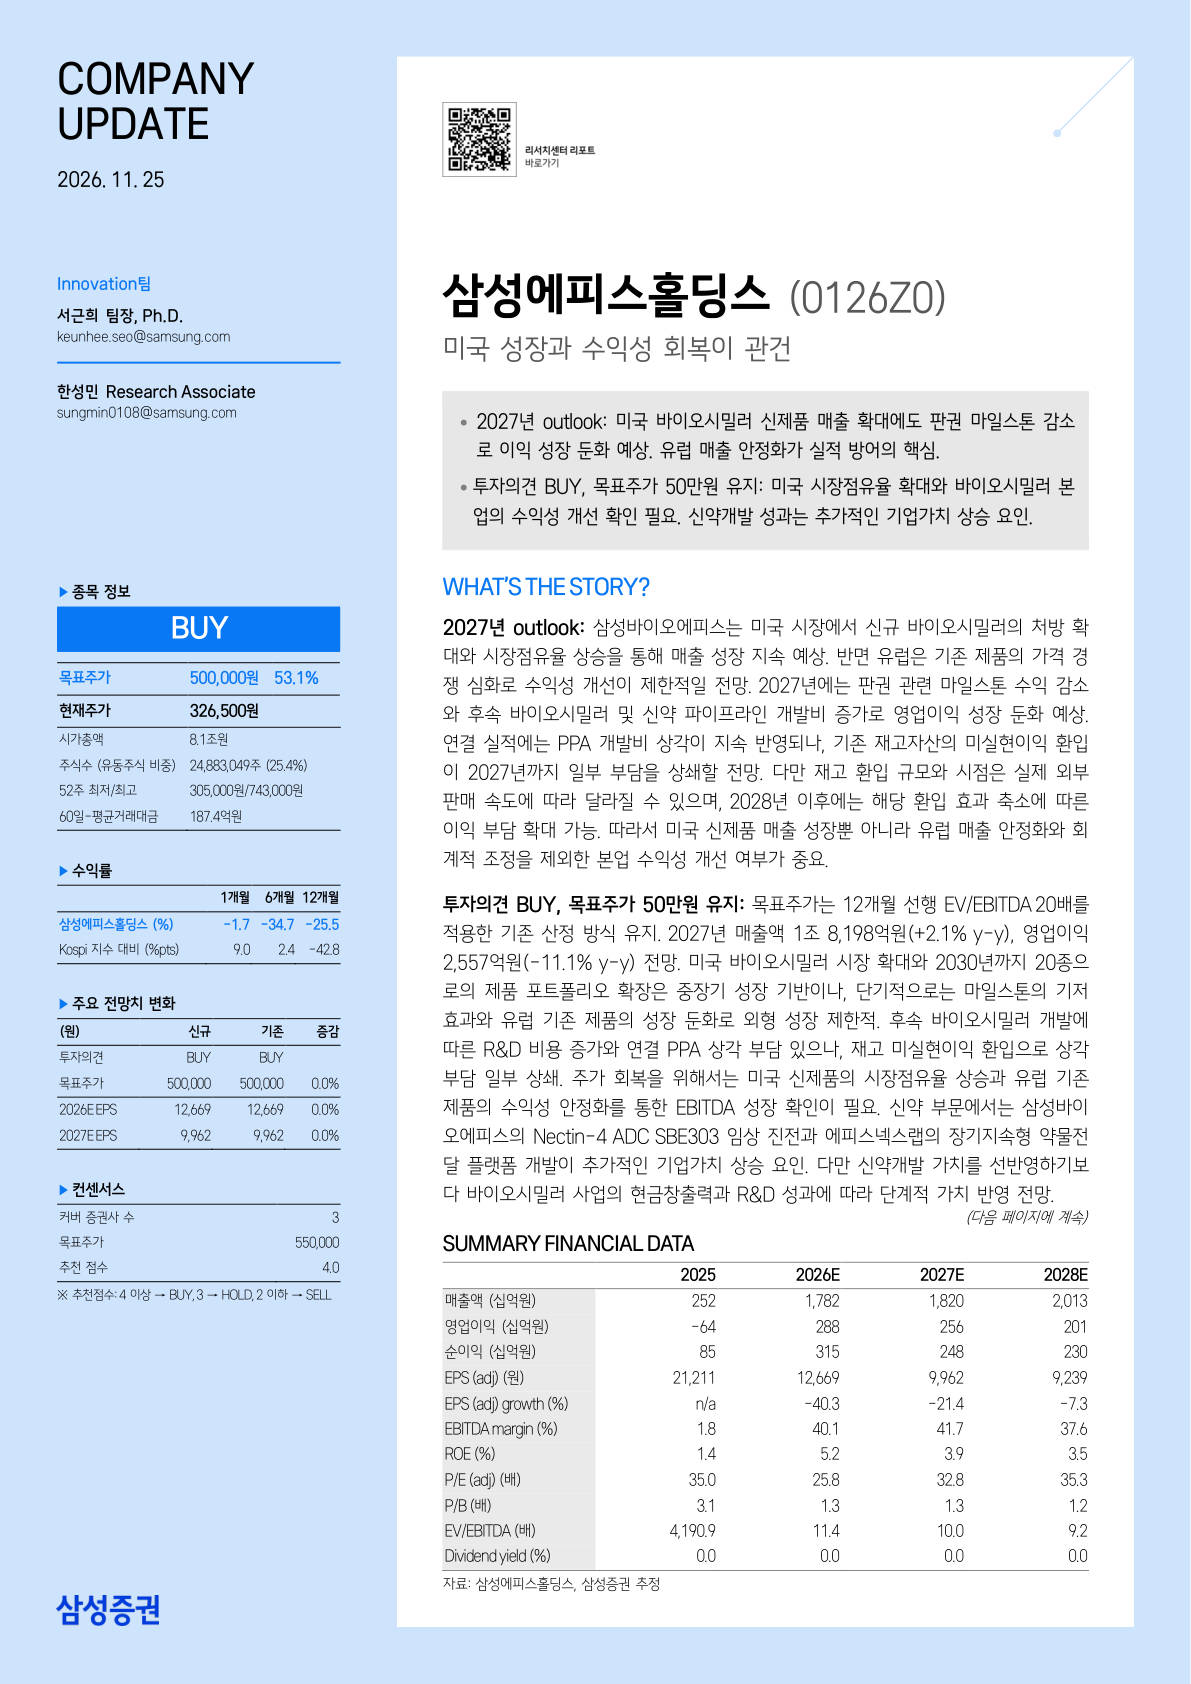 COMPANY
UPDATE
2026. 11. 25
Innovation팀
서근희 팀장, Ph.D.
keunhee.seo@samsung.com
한성민 Research Associate
sungmin0108@samsung.com
▶ 종목 정보
BUY
목표주가 500,000원 53.1%
현재주가 326,500원
시가총액 8.1조원
주식수 (유동주식 비중) 24,883,049주 (25.4%)
52주 최저/최고 305,000원/743,000원
60일-평균거래대금 187.4억원
▶ 수익률
1개월 6개월 12개월
삼성에피스홀딩스 (%) -1.7 -34.7 -25.5
Kospi 지수 대비 (%pts) 9.0 2.4 -42.8
▶ 주요 전망치 변화
(원) 신규 기존 증감
투자의견 BUY BUY
목표주가 500,000 500,000 0.0%
2026E EPS 12,669 12,669 0.0%
2027E EPS 9,962 9,962 0.0%
▶ 컨센서스
커버 증권사 수 3
목표주가 550,000
추천 점수 4.0
※ 추천점수: 4 이상 → BUY, 3 → HOLD, 2 이하 → SELL
삼성증권
리서치센터 리포트
바로가기
삼성에피스홀딩스 (0126Z0)
미국 성장과 수익성 회복이 관건
• 2027년 outlook: 미국 바이오시밀러 신제품 매출 확대에도 판권 마일스톤 감소
로 이익 성장 둔화 예상. 유럽 매출 안정화가 실적 방어의 핵심.
• 투자의견 BUY, 목표주가 50만원 유지: 미국 시장점유율 확대와 바이오시밀러 본
업의 수익성 개선 확인 필요. 신약개발 성과는 추가적인 기업가치 상승 요인.
WHAT'S THE STORY?
2027년 outlook: 삼성바이오에피스는 미국 시장에서 신규 바이오시밀러의 처방 확
대와 시장점유율 상승을 통해 매출 성장 지속 예상. 반면 유럽은 기존 제품의 가격 경
쟁 심화로 수익성 개선이 제한적일 전망. 2027년에는 판권 관련 마일스톤 수익 감소
와 후속 바이오시밀러 및 신약 파이프라인 개발비 증가로 영업이익 성장 둔화 예상.
연결 실적에는 PPA 개발비 상각이 지속 반영되나, 기존 재고자산의 미실현이익 환입
이 2027년까지 일부 부담을 상쇄할 전망. 다만 재고 환입 규모와 시점은 실제 외부
판매 속도에 따라 달라질 수 있으며, 2028년 이후에는 해당 환입 효과 축소에 따른
이익 부담 확대 가능. 따라서 미국 신제품 매출 성장뿐 아니라 유럽 매출 안정화와 회
계적 조정을 제외한 본업 수익성 개선 여부가 중요.
투자의견 BUY, 목표주가 50만원 유지: 목표주가는 12개월 선행 EV/EBITDA 20배를
적용한 기존 산정 방식 유지. 2027년 매출액 1조 8,198억원(+2.1% y-y), 영업이익
2,557억원(-11.1% y-y) 전망. 미국 바이오시밀러 시장 확대와 2030년까지 20종으
로의 제품 포트폴리오 확장은 중장기 성장 기반이나, 단기적으로는 마일스톤의 기저
효과와 유럽 기존 제품의 성장 둔화로 외형 성장 제한적. 후속 바이오시밀러 개발에
따른 R&D 비용 증가와 연결 PPA 상각 부담 있으나, 재고 미실현이익 환입으로 상각
부담 일부 상쇄. 주가 회복을 위해서는 미국 신제품의 시장점유율 상승과 유럽 기존
제품의 수익성 안정화를 통한 EBITDA 성장 확인이 필요. 신약 부문에서는 삼성바이
오에피스의 Nectin-4 ADC SBE303 임상 진전과 에피스넥스랩의 장기지속형 약물전
달 플랫폼 개발이 추가적인 기업가치 상승 요인. 다만 신약개발 가치를 선반영하기보
다 바이오시밀러 사업의 현금창출력과 R&D 성과에 따라 단계적 가치 반영 전망.
(다음 페이지에 계속)
SUMMARY FINANCIAL DATA
2025 2026E 2027E 2028E
매출액 (십억원) 252 1,782 1,820 2,013
영업이익 (십억원) -64 288 256 201
순이익 (십억원) 85 315 248 230
EPS (adj) (원) 21,211 12,669 9,962 9,239
EPS (adj) growth (%) n/a -40.3 -21.4 -7.3
EBITDA margin (%) 1.8 40.1 41.7 37.6
ROE (%) 1.4 5.2 3.9 3.5
P/E (adj) (배) 35.0 25.8 32.8 35.3
P/B (배) 3.1 1.3 1.3 1.2
EV/EBITDA (배) 4,190.9 11.4 10.0 9.2
Dividend yield (%) 0.0 0.0 0.0 0.0
자료: 삼성에피스홀딩스, 삼성증권 추정